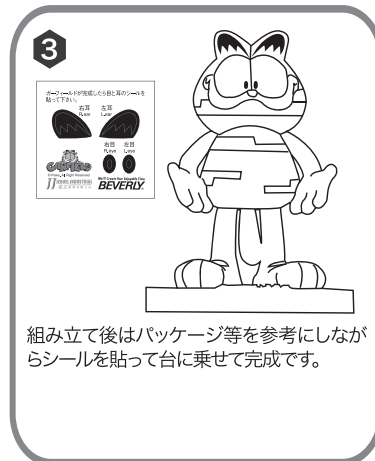 3
ガーフィールドが完成したら目と耳のシールを
貼って下さい。
右耳 左耳
R.ear L.ear
右目 左目
R.eye L.eye
GARFIELD
BEVERLY
組み立て後はパッケージ等を参考にしなが
らシールを貼って台に乗せて完成です。